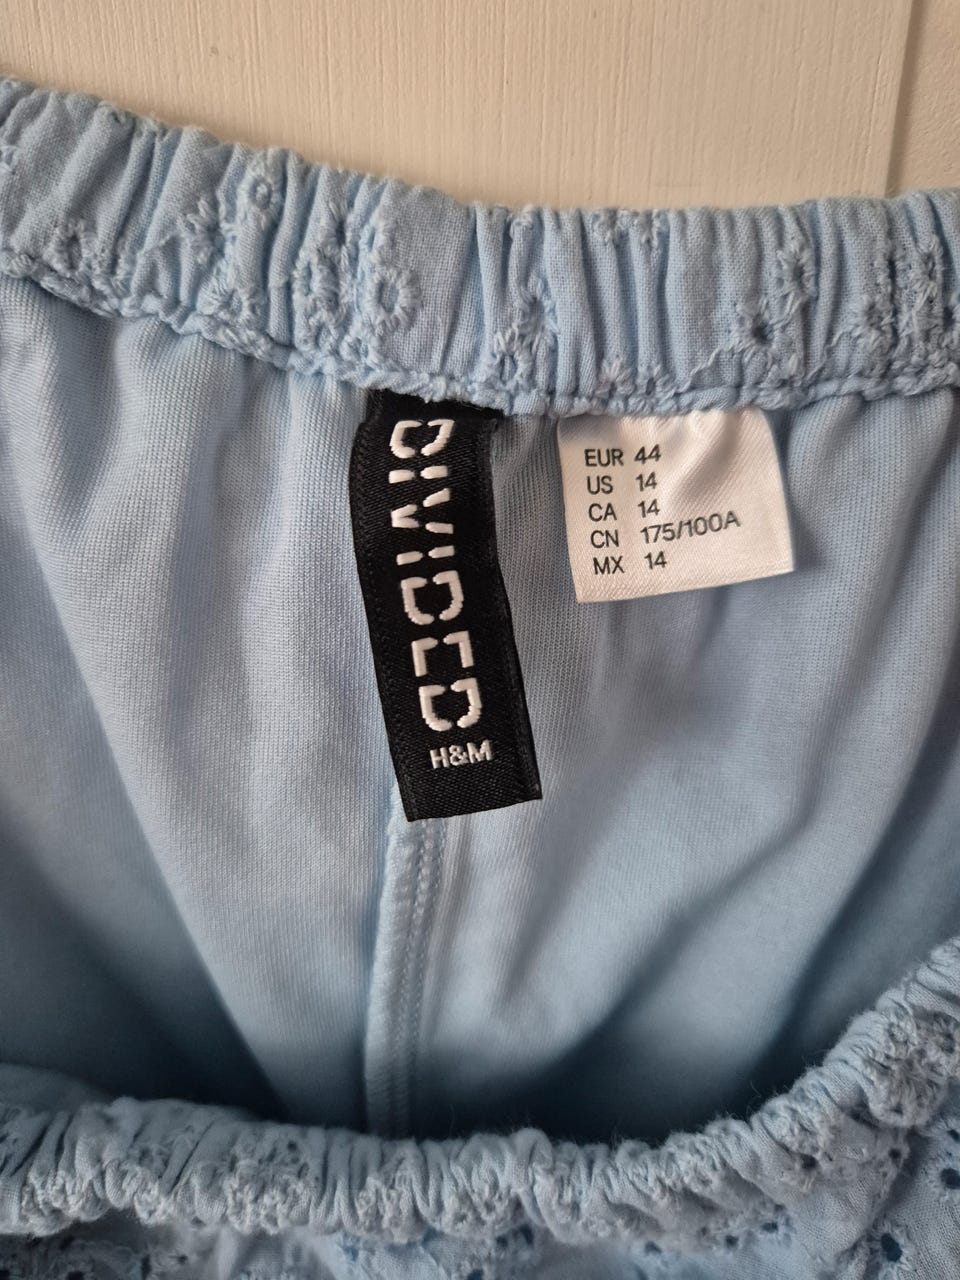 DIVIDED
H&M
EUR 44
US 14
CA 14
CN 175/100A
MX 14